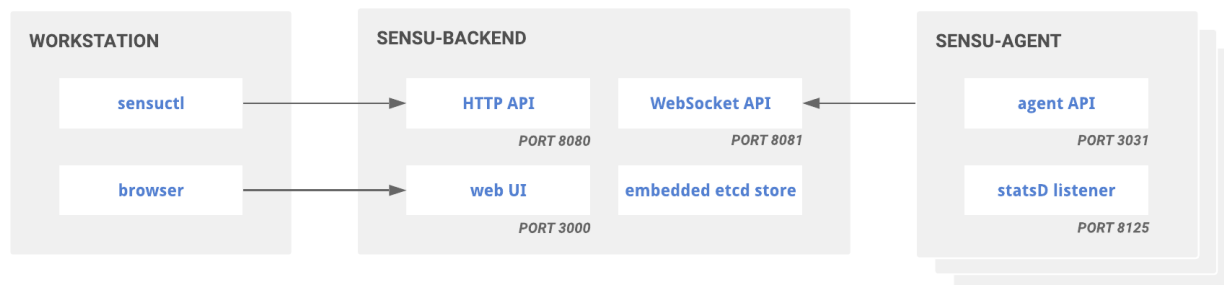 WORKSTATION
sensuctl
browser
SENSU-BACKEND
HTTP API
PORT 8080
WebSocket API
PORT 8081
web UI
PORT 3000
embedded etcd store
SENSU-AGENT
agent API
PORT 3031
statsD listener
PORT 8125